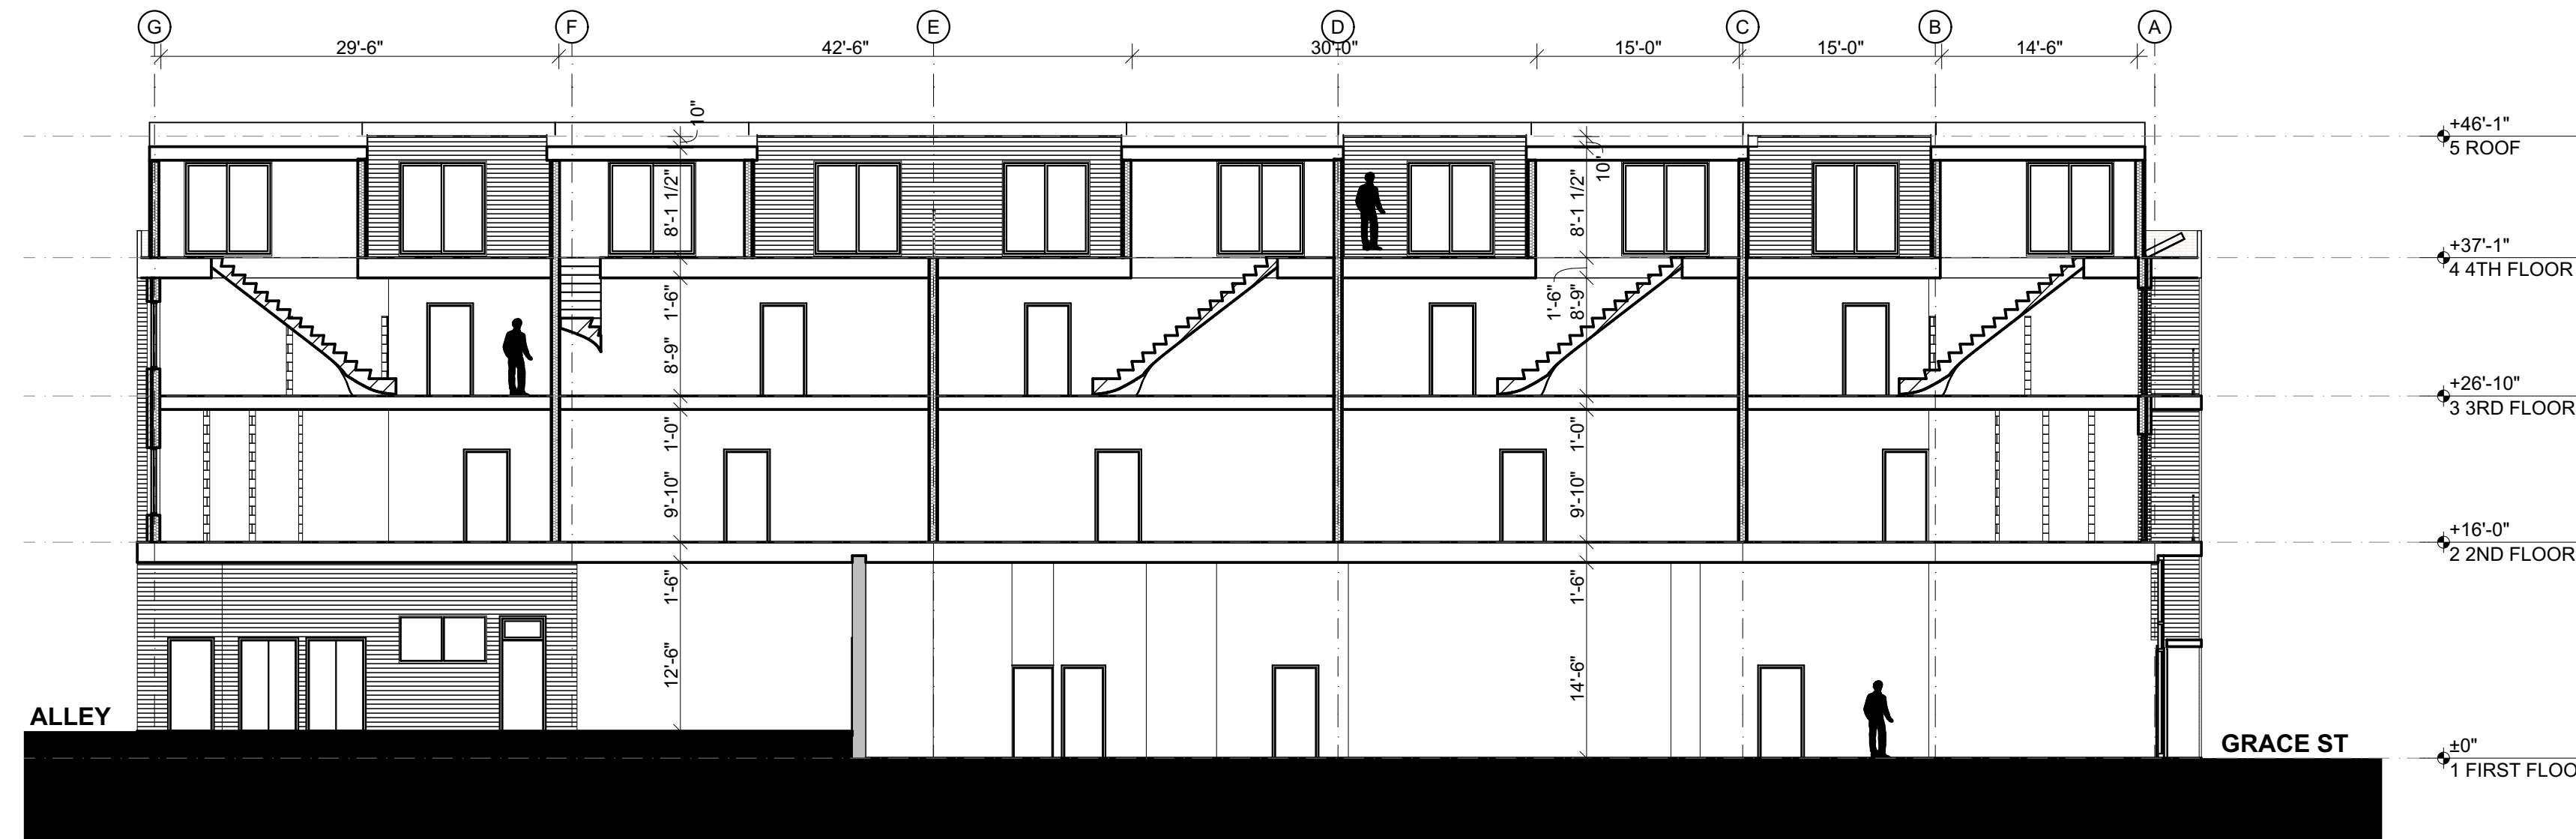 G F E D C B A
29'-6" 42'-6" 30'-0" 15'-0" 15'-0" 14'-6"
10"
+46'-1"
5 ROOF
8'-1 1/2" 8'-1 1/2" 10"
+37'-1"
4 4TH FLOOR
1'-6" 1'-6"
8'-9" 8'-9"
+26'-10"
3 3RD FLOOR
1'-0" 1'-0"
9'-10" 9'-10"
+16'-0"
2 2ND FLOOR
1'-6" 1'-6"
12'-6" 14'-6"
ALLEY
GRACE ST
±0"
1 FIRST FLOO